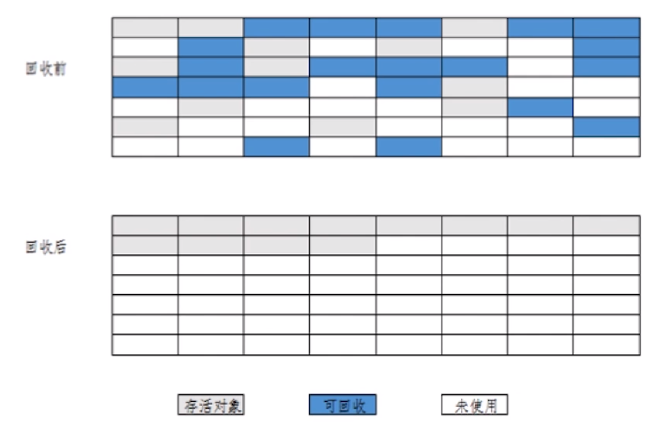 回收前
回收后
存活对象
可回收
未使用